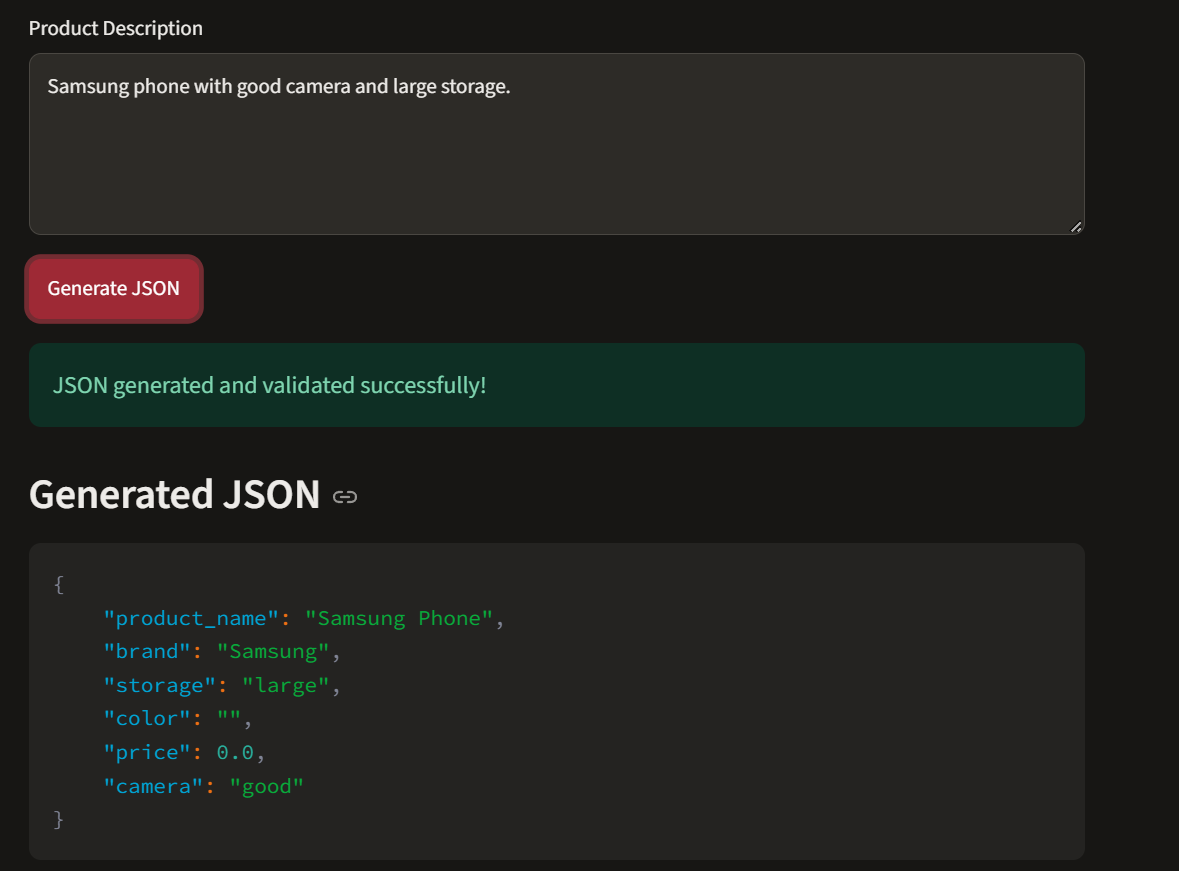 Product Description
Samsung phone with good camera and large storage.
Generate JSON
JSON generated and validated successfully!
Generated JSON
{
    "product_name": "Samsung Phone",
    "brand": "Samsung",
    "storage": "large",
    "color": "",
    "price": 0.0,
    "camera": "good"
}